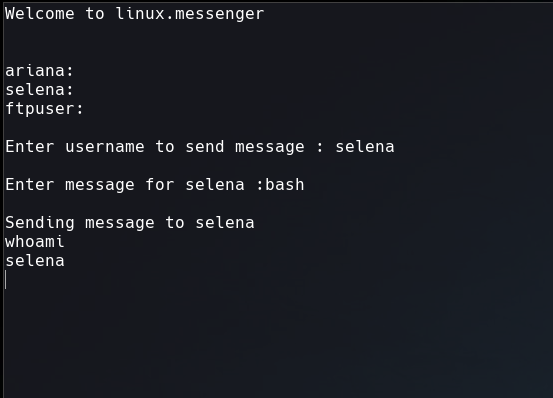 Welcome to linux.messenger
ariana:
selena:
ftpuser:
Enter username to send message : selena
Enter message for selena :bash
Sending message to selena
whoami
selena